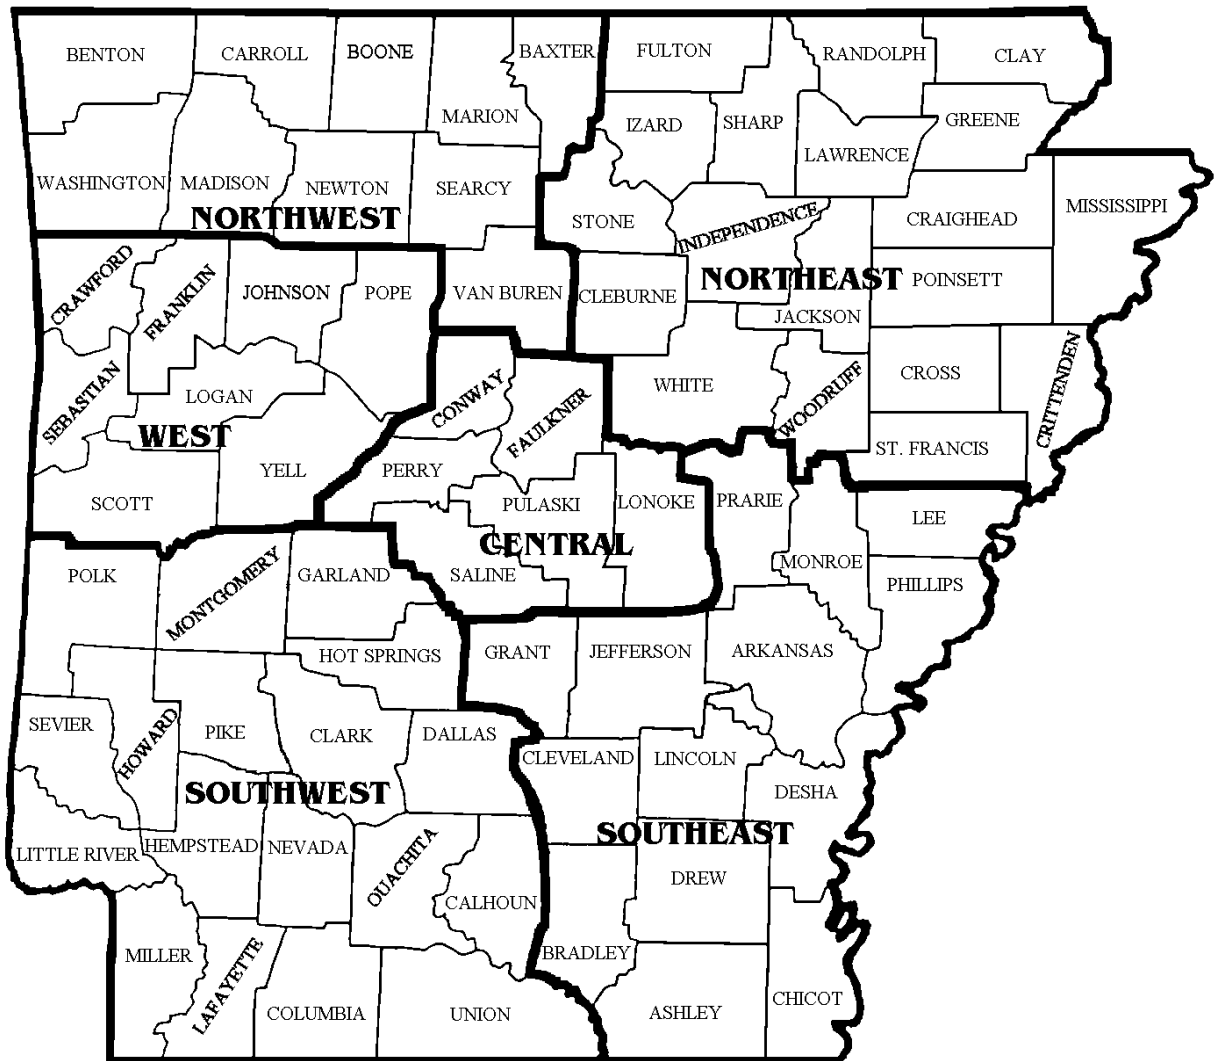 BENTON
CARROLL
BOONE
MARION
BAXTER
FULTON
RANDOLPH
CLAY
IZARD
SHARP
LAWRENCE
GREENE
WASHINGTON
MADISON
NEWTON
SEARCY
NORTHWEST
STONE
INDEPENDENCE
CRAIGHEAD
MISSISSIPPI
CRAWFORD
FRANKLIN
JOHNSON
POPE
VAN BUREN
CLEBURNE
NORTHEAST
POINSETT
JACKSON
SEBASTIAN
LOGAN
WEST
CONWAY
FAULKNER
WHITE
WOODRUFF
CROSS
CRITTENDEN
ST. FRANCIS
SCOTT
YELL
PERRY
PULASKI
LONOKE
PRARIE
LEE
CENTRAL
POLK
MONTGOMERY
GARLAND
SALINE
MONROE
PHILLIPS
HOT SPRINGS
GRANT
JEFFERSON
ARKANSAS
SEVIER
HOWARD
PIKE
CLARK
DALLAS
CLEVELAND
LINCOLN
DESHA
SOUTHWEST
SOUTHEAST
LITTLE RIVER
HEMPSTEAD
NEVADA
OUACHITA
CALHOUN
DREW
BRADLEY
MILLER
LAFAYETTE
COLUMBIA
UNION
ASHLEY
CHICOT